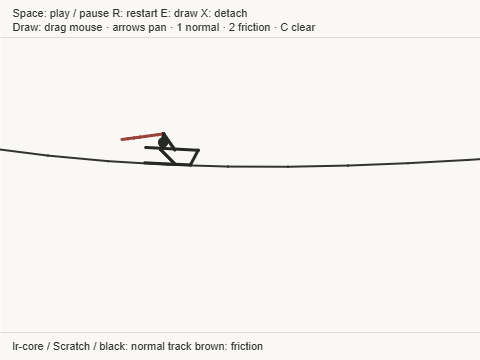 Space: play / pause R: restart E: draw X: detach
Draw: drag mouse · arrows pan · 1 normal · 2 friction · C clear
lr-core / Scratch / black: normal track brown: friction